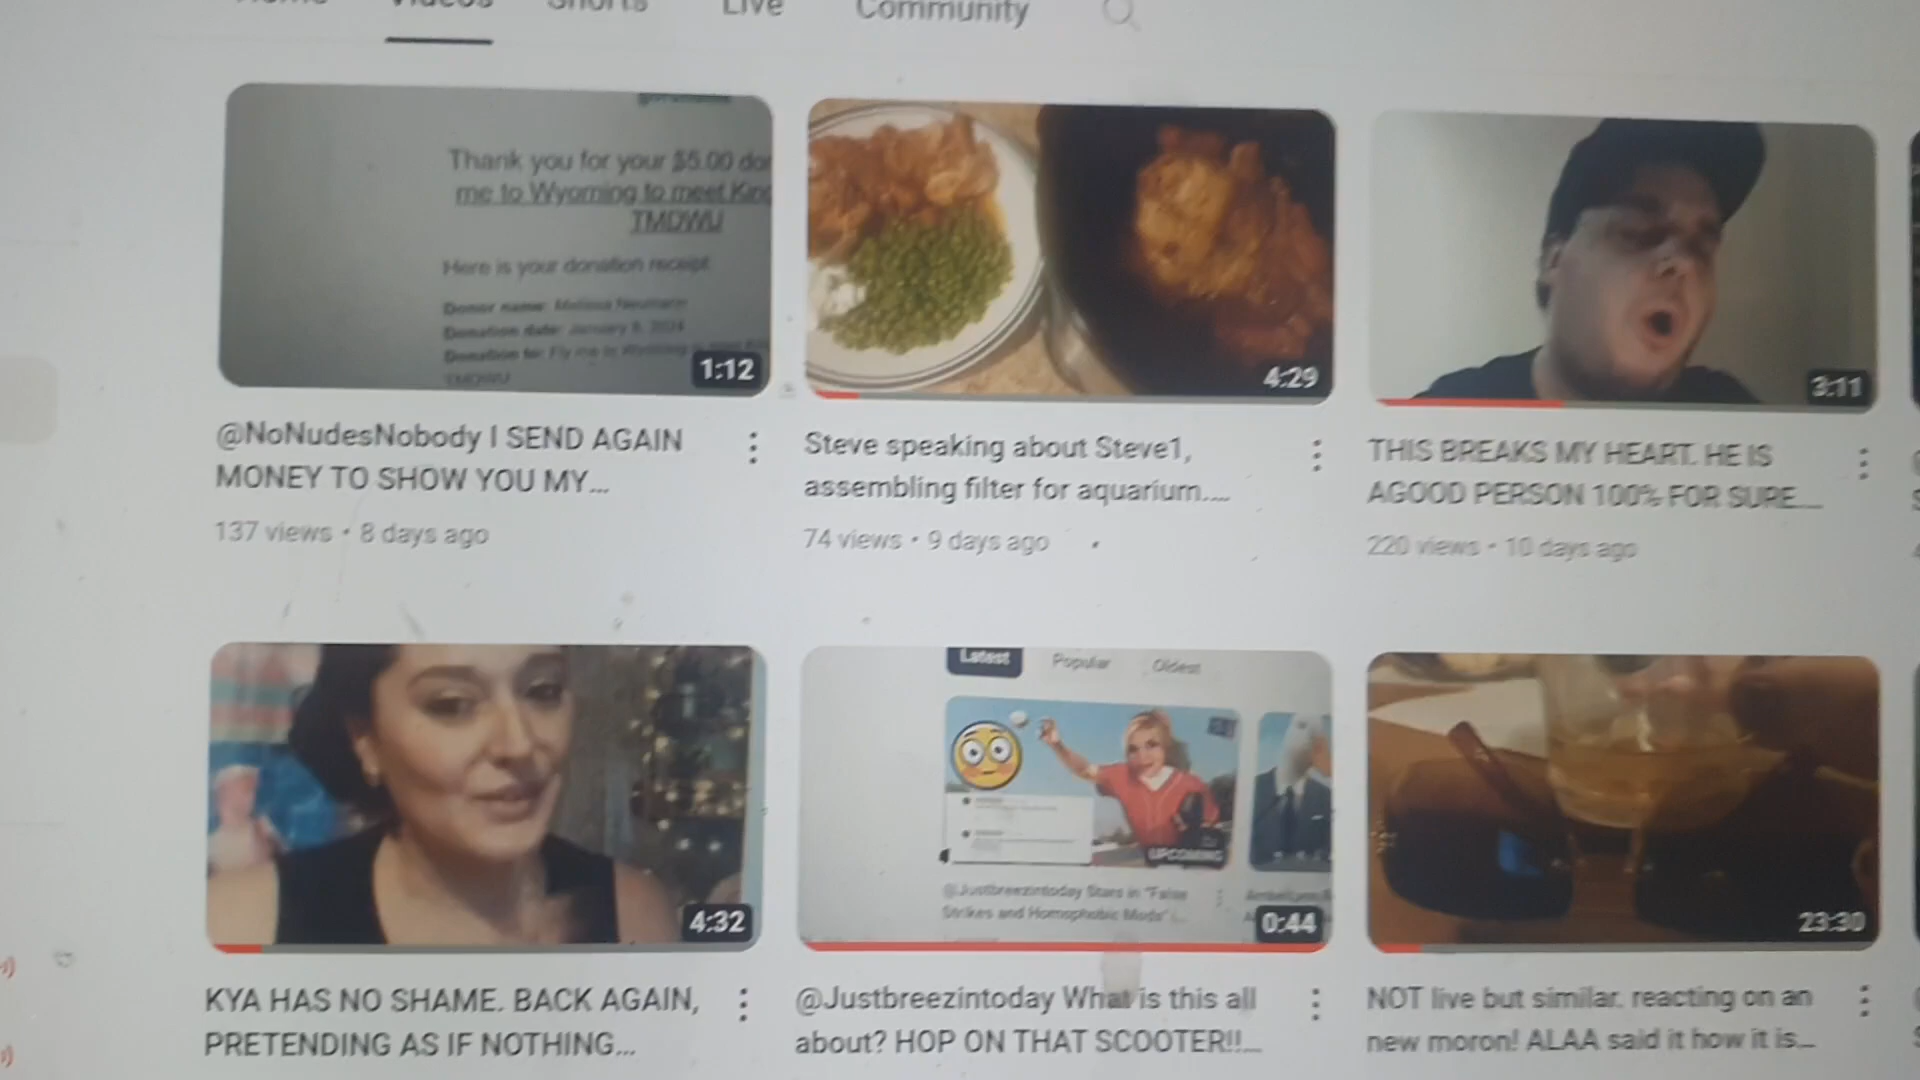 Videos
Shorts
Live
Community
Thank you for your $5.00
me to Wyoming to meet King
TMDWU
Here is your donation receipt
Donor name: Melissa Neumann
Donation date: January 8, 2024
Donation to: Fly me to Wyoming
TMDWU
1:12
4:29
3:11
@NoNudesNobody I SEND AGAIN
MONEY TO SHOW YOU MY...
137 views • 8 days ago
Steve speaking about Steve1,
assembling filter for aquarium....
74 views • 9 days ago
THIS BREAKS MY HEART. HE IS
AGOOD PERSON 100% FOR SURE....
220 views • 10 days ago
4:32
Latest
Popular
Oldest
UPCOMING
@Justbreezintoday Stars in "False
Strikes and Homophobic Mods"
0:44
23:30
KYA HAS NO SHAME. BACK AGAIN,
PRETENDING AS IF NOTHING...
@Justbreezintoday What is this all
about? HOP ON THAT SCOOTER!!...
NOT live but similar. reacting on an
new moron! ALAA said it how it is...